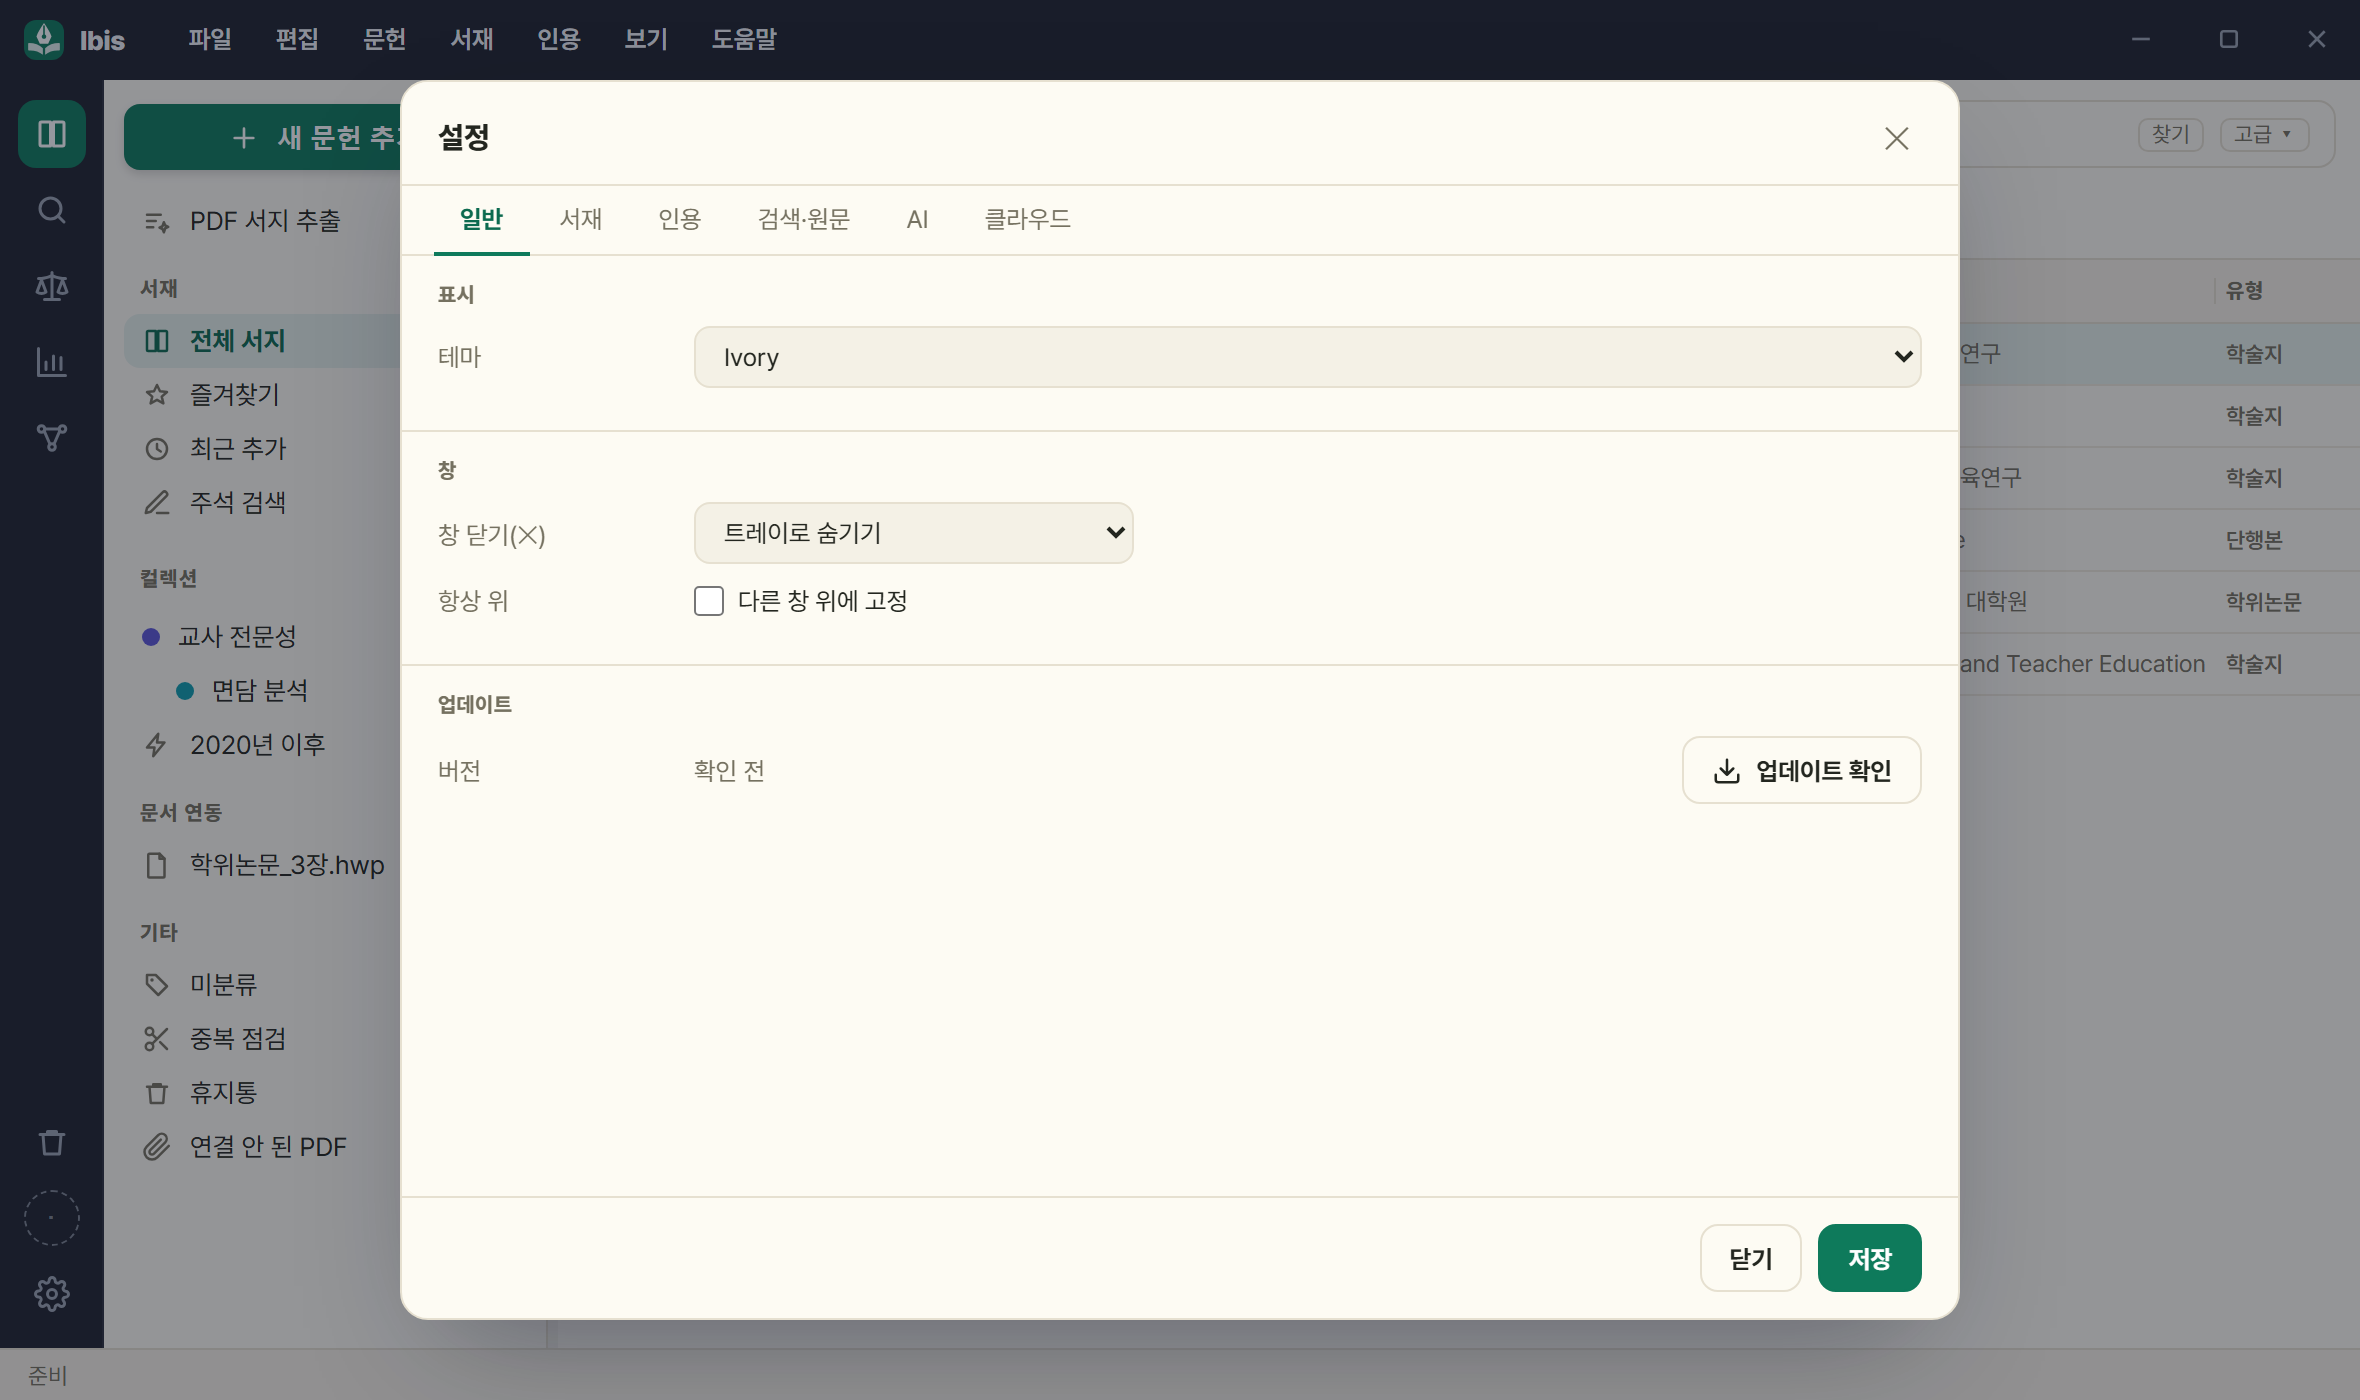 Ibis 파일 편집 문헌 서재 인용 보기 도움말
새 문헌 추
찾기 고급
PDF 서지 추출
서재
전체 서지
즐겨찾기
최근 추가
주석 검색
컬렉션
교사 전문성
면담 분석
2020년 이후
문서 연동
학위논문_3장.hwp
기타
미분류
중복 점검
휴지통
연결 안 된 PDF
설정
일반 서재 인용 검색·원문 AI 클라우드
표시
테마 Ivory
창
창 닫기(×) 트레이로 숨기기
항상 위 다른 창 위에 고정
업데이트
버전 확인 전 업데이트 확인
닫기 저장
유형
연구 학술지
학술지
육연구 학술지
e 단행본
대학원 학위논문
and Teacher Education 학술지
준비